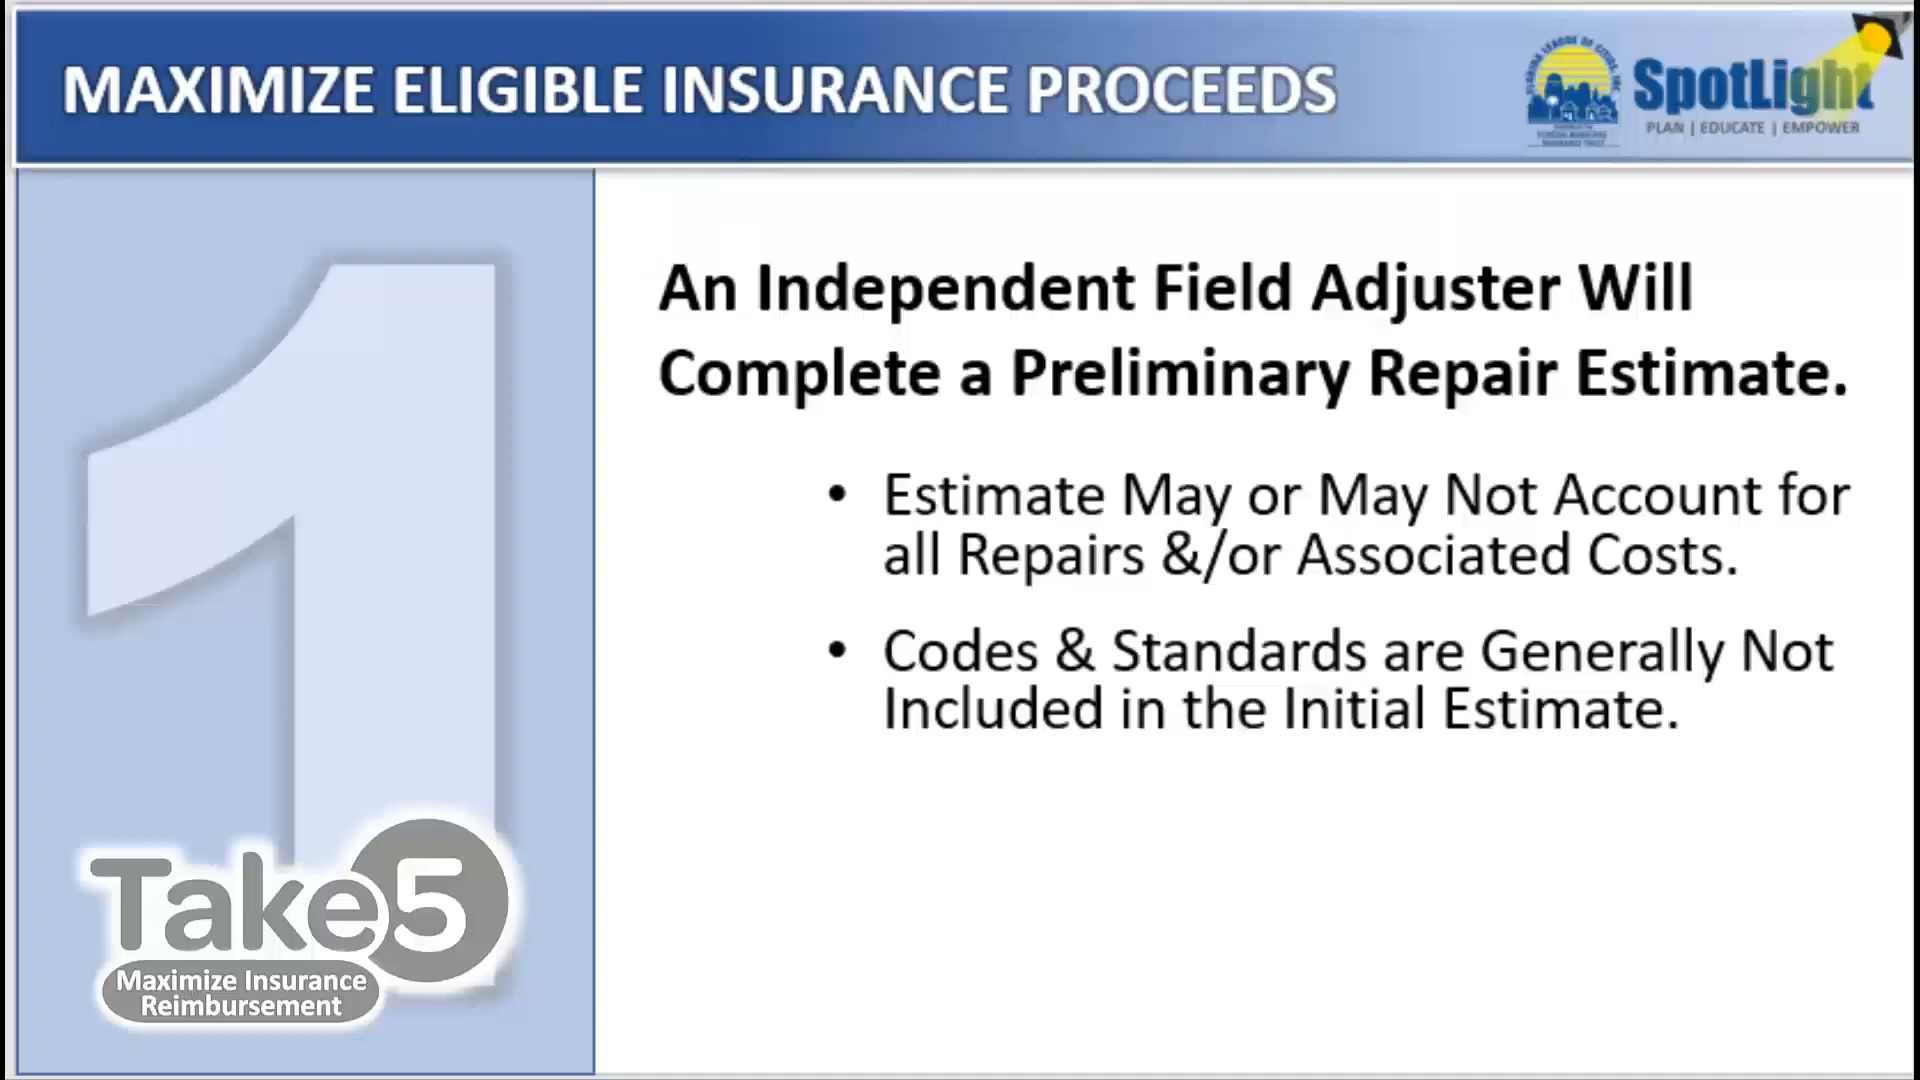 MAXIMIZE ELIGIBLE INSURANCE PROCEEDS
SpotLight
PLAN | EDUCATE | EMPOWER
An Independent Field Adjuster Will
Complete a Preliminary Repair Estimate.
• Estimate May or May Not Account for
all Repairs &/or Associated Costs.
• Codes & Standards are Generally Not
Included in the Initial Estimate.
1
Take 5
Maximize Insurance
Reimbursement